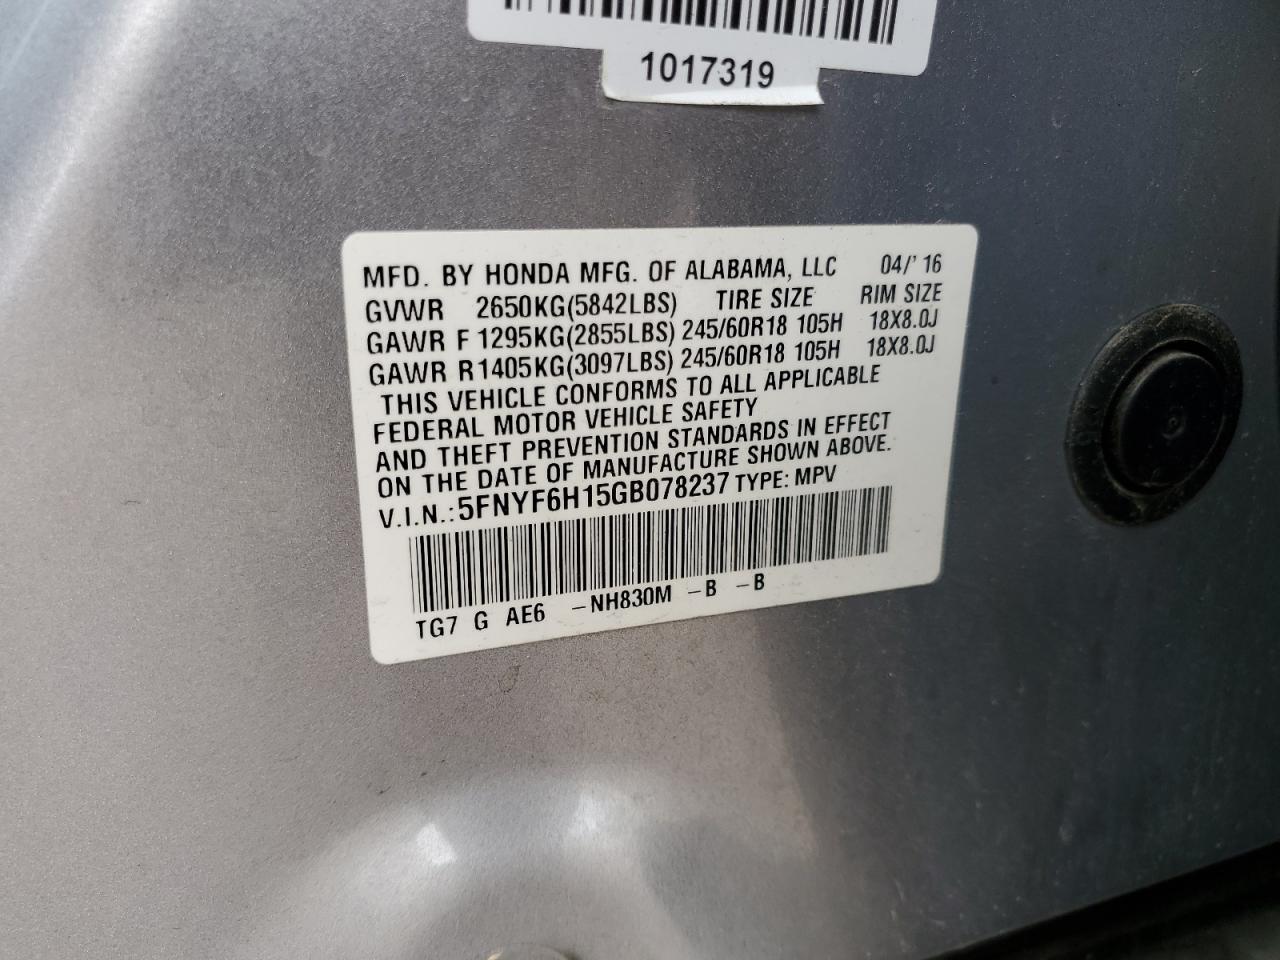 1017319
MFD. BY HONDA MFG. OF ALABAMA, LLC 04/' 16
GVWR 2650KG(5842LBS) TIRE SIZE RIM SIZE
GAWR F 1295KG(2855LBS) 245/60R18 105H 18X8.0J
GAWR R1405KG(3097LBS) 245/60R18 105H 18X8.0J
THIS VEHICLE CONFORMS TO ALL APPLICABLE
FEDERAL MOTOR VEHICLE SAFETY
AND THEFT PREVENTION STANDARDS IN EFFECT
ON THE DATE OF MANUFACTURE SHOWN ABOVE.
V.I.N.: 5FNYF6H15GB078237 TYPE: MPV
TG7 G AE6 -NH830M -B -B